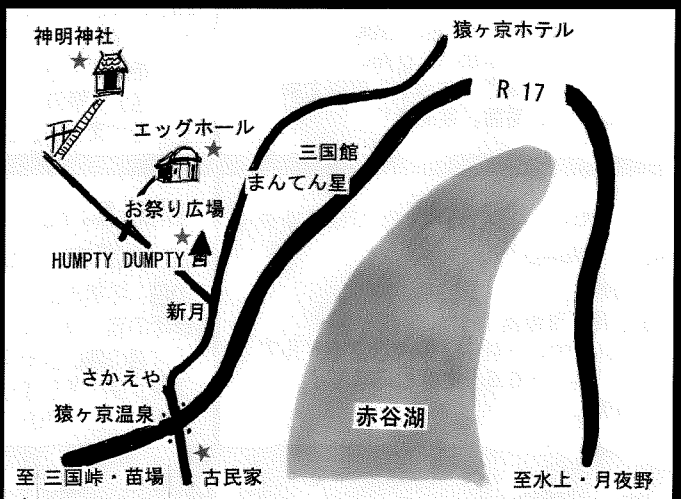 猿ヶ京ホテル
神明神社
R 17
エッグホール
三国館
まんてん星
お祭り広場
HUMPTY DUMPTY
新月
さかえや
猿ヶ京温泉
赤谷湖
至 三国峠・苗場
古民家
至水上・月夜野